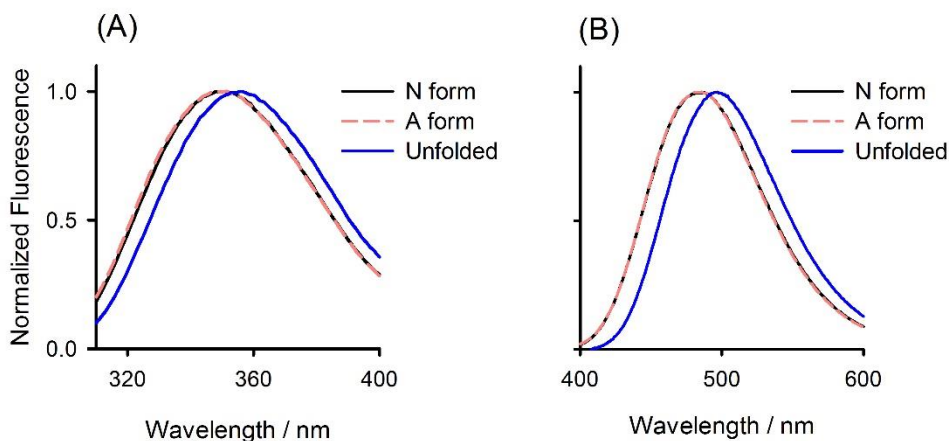 (A)
Normalized Fluorescence
1.0
0.5
0.0
320
360
400
Wavelength / nm
N form
A form
Unfolded
(B)
400
500
600
Wavelength / nm
N form
A form
Unfolded